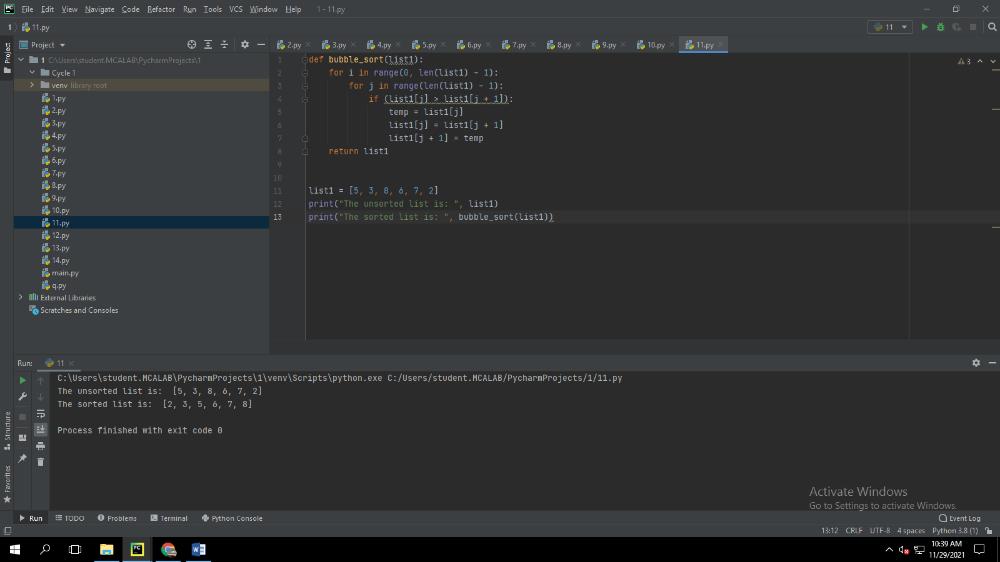 PC File Edit View Navigate Code Refactor Run Tools VCS Window Help 1 - 11.py
1 11.py
11
Project
Project
2.py 3.py 4.py 5.py 6.py 7.py 8.py 9.py 10.py 11.py
1 C:\Users\student.MCALAB\PycharmProjects\1
Cycle 1
venv library root
1.py
2.py
3.py
4.py
5.py
6.py
7.py
8.py
9.py
10.py
11.py
12.py
13.py
14.py
main.py
q.py
External Libraries
Scratches and Consoles
1 def bubble_sort(list1):
2 for i in range(0, len(list1) - 1):
3 for j in range(len(list1) - 1):
4 if (list1[j] > list1[j + 1]):
5 temp = list1[j]
6 list1[j] = list1[j + 1]
7 list1[j + 1] = temp
8 return list1
9
10
11 list1 = [5, 3, 8, 6, 7, 2]
12 print("The unsorted list is: ", list1)
13 print("The sorted list is: ", bubble_sort(list1))
3
Run: 11
C:\Users\student.MCALAB\PycharmProjects\1\venv\Scripts\python.exe C:/Users/student.MCALAB/PycharmProjects/1/11.py
The unsorted list is:  [5, 3, 8, 6, 7, 2]
The sorted list is:  [2, 3, 5, 6, 7, 8]
Process finished with exit code 0
Structure
Favorites
Activate Windows
Go to Settings to activate Windows.
Run TODO Problems Terminal Python Console Event Log
13:12 CRLF UTF-8 4 spaces Python 3.8 (1)
PC
W
10:39 AM
11/29/2021